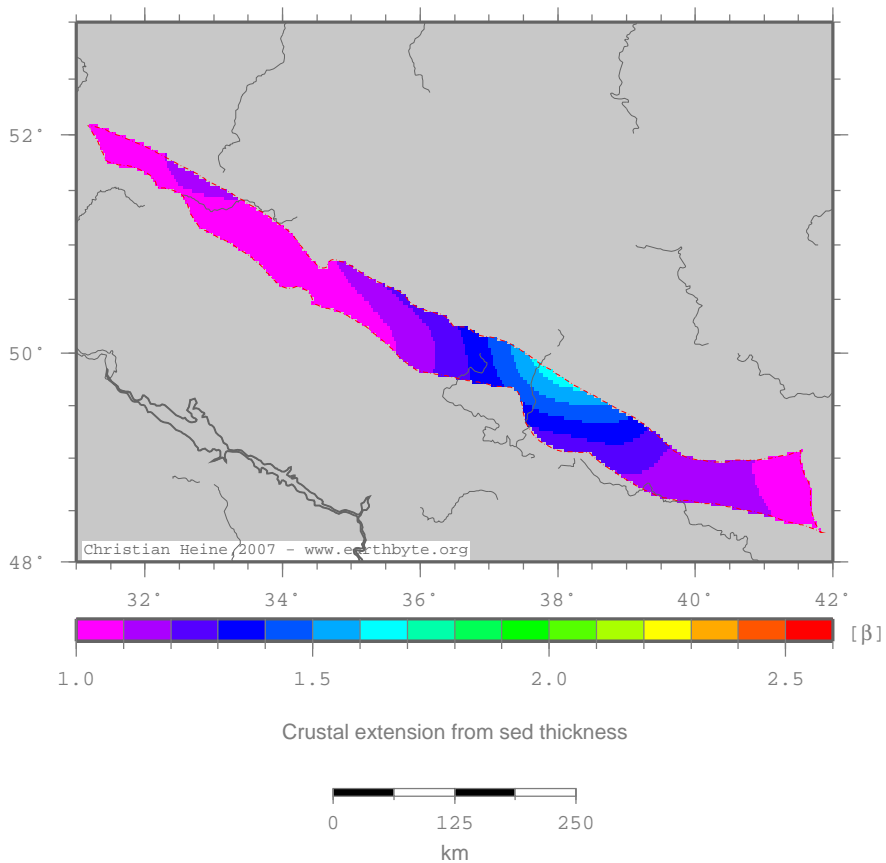 52°
50°
48°
Christian Heine 2007 - www.earthbyte.org
32° 34° 36° 38° 40° 42°
[β]
1.0 1.5 2.0 2.5
Crustal extension from sed thickness
0 125 250
km